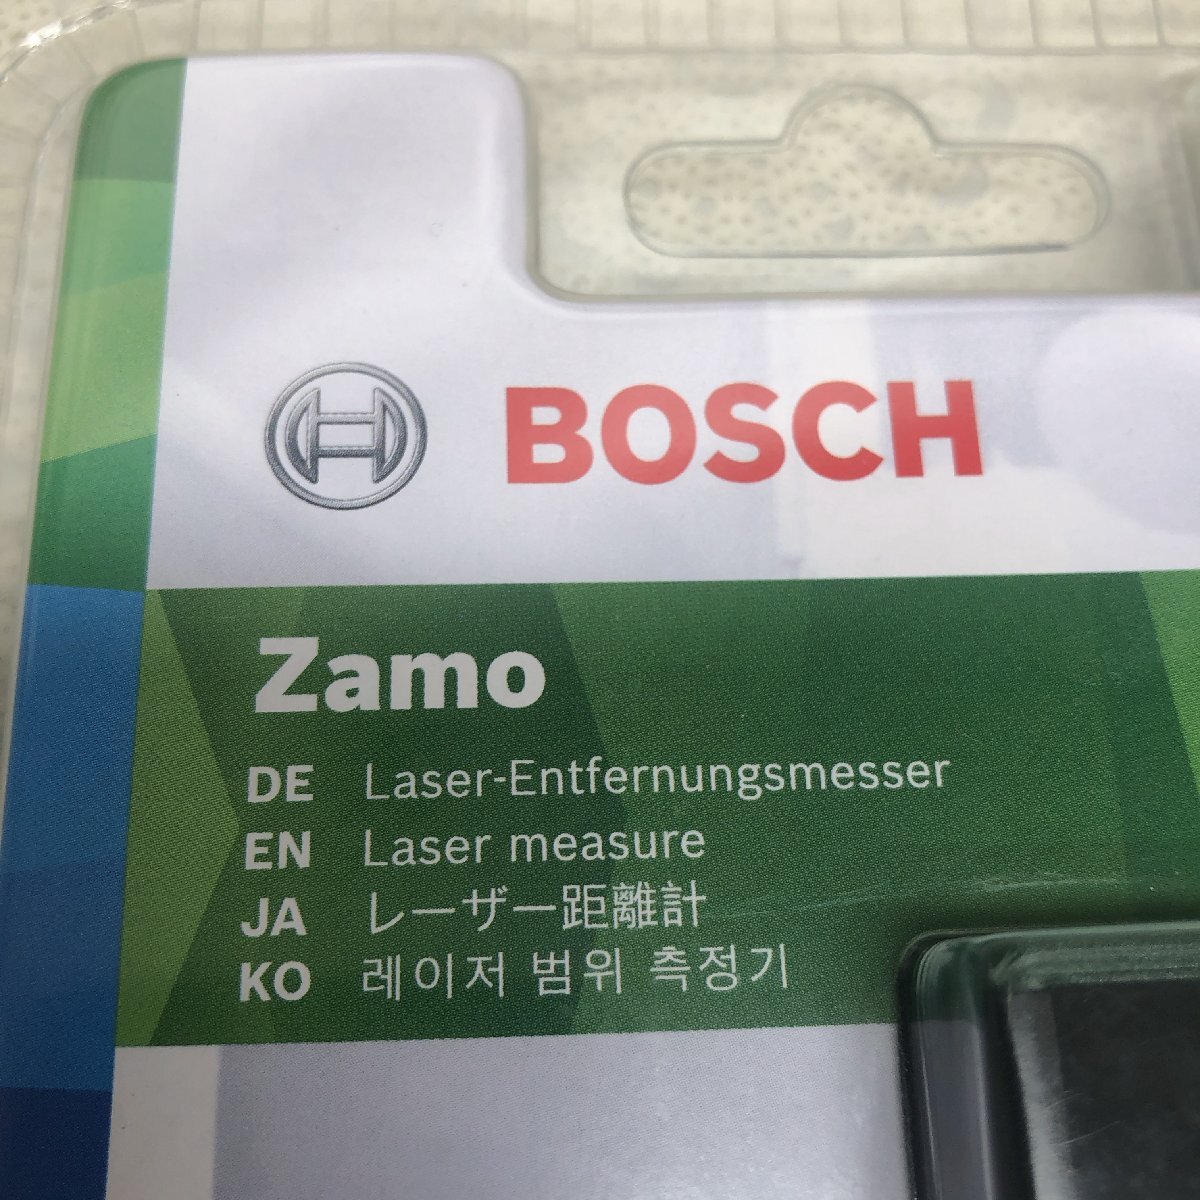 BOSCH
Zamo
DE Laser-Entfernungsmesser
EN Laser measure
JA レーザー距離計
KO 레이저 범위 측정기